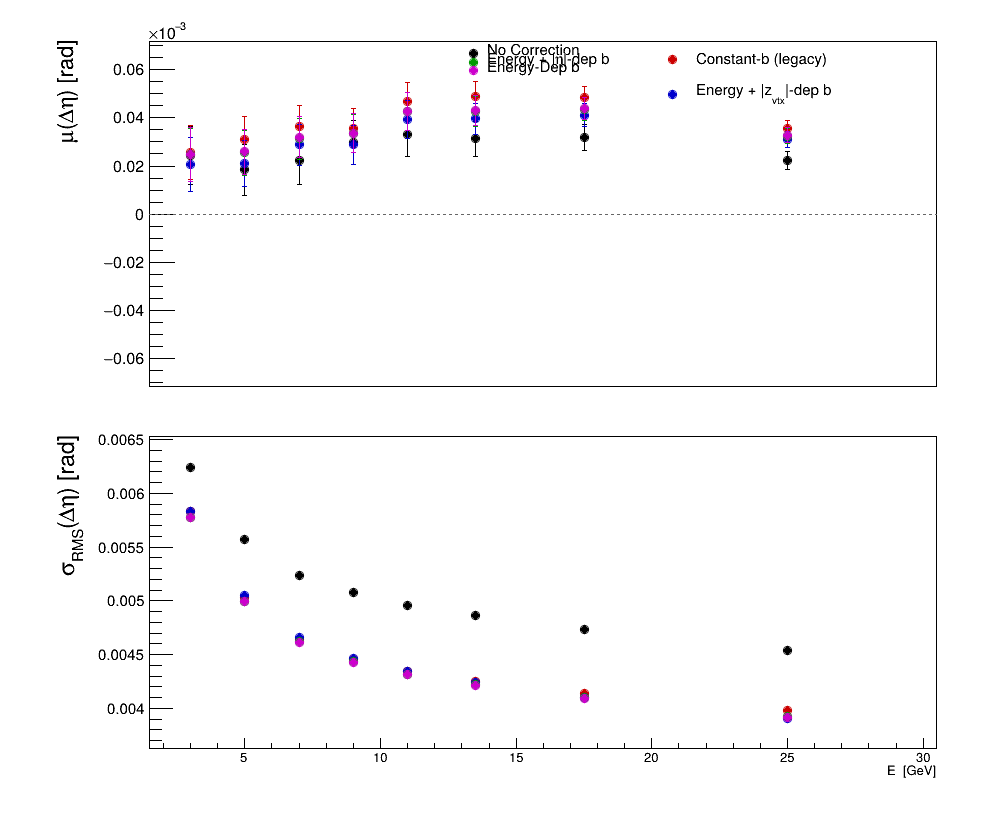 ×10⁻³
μ(Δη) [rad]
0.06
0.04
0.02
0
−0.02
−0.04
−0.06
No Correction
Energy + |η|-dep b
Energy-Dep b
Constant-b (legacy)
Energy + |z_vtx|-dep b
σ_RMS(Δη) [rad]
0.0065
0.006
0.0055
0.005
0.0045
0.004
5 10 15 20 25 30
E [GeV]